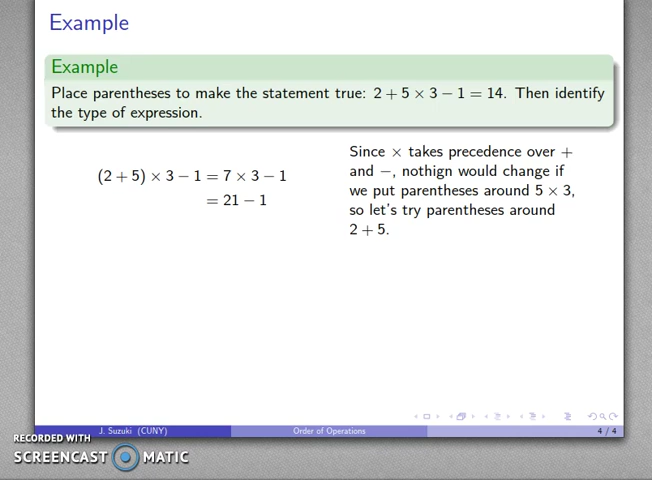 Example
Example
Place parentheses to make the statement true: 2 + 5 × 3 − 1 = 14. Then identify
the type of expression.
(2 + 5) × 3 − 1 = 7 × 3 − 1
= 21 − 1
Since × takes precedence over +
and −, nothign would change if
we put parentheses around 5 × 3,
so let's try parentheses around
2 + 5.
J. Suzuki (CUNY)
Order of Operations
4 / 4
RECORDED WITH
SCREENCAST MATIC